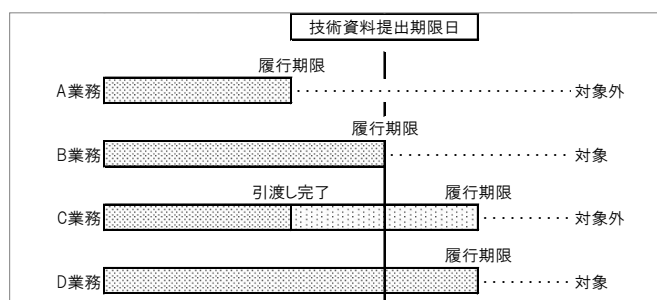 技術資料提出期限日
履行期限
A業務 対象外
履行期限
B業務 対象
引渡し完了 履行期限
C業務 対象外
履行期限
D業務 対象